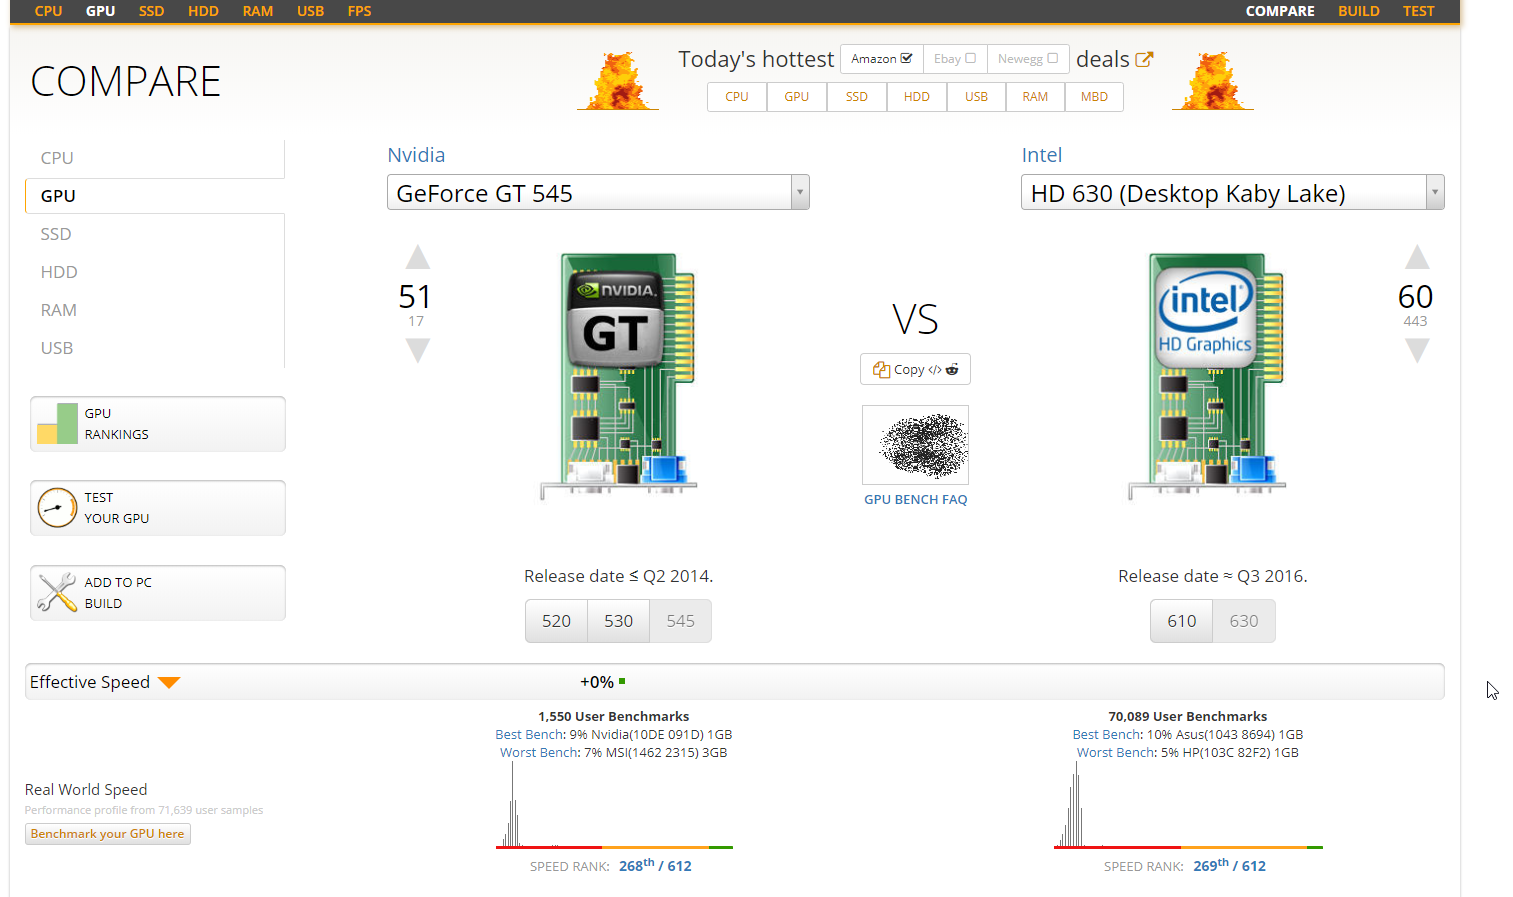 CPU GPU SSD HDD RAM USB FPS COMPARE BUILD TEST
COMPARE
Today's hottest Amazon Ebay Newegg deals
CPU GPU SSD HDD USB RAM MBD
CPU
GPU
SSD
HDD
RAM
USB
GPU
RANKINGS
TEST
YOUR GPU
ADD TO PC
BUILD
Nvidia
GeForce GT 545
51
17
NVIDIA.
GT
VS
Copy </>
GPU BENCH FAQ
Intel
HD 630 (Desktop Kaby Lake)
60
443
intel
HD Graphics
Release date ≤ Q2 2014.
520 530 545
Release date ≈ Q3 2016.
610 630
Effective Speed +0%
1,550 User Benchmarks
Best Bench: 9% Nvidia(10DE 091D) 1GB
Worst Bench: 7% MSI(1462 2315) 3GB
70,089 User Benchmarks
Best Bench: 10% Asus(1043 8694) 1GB
Worst Bench: 5% HP(103C 82F2) 1GB
Real World Speed
Performance profile from 71,639 user samples
Benchmark your GPU here
SPEED RANK: 268th / 612
SPEED RANK: 269th / 612